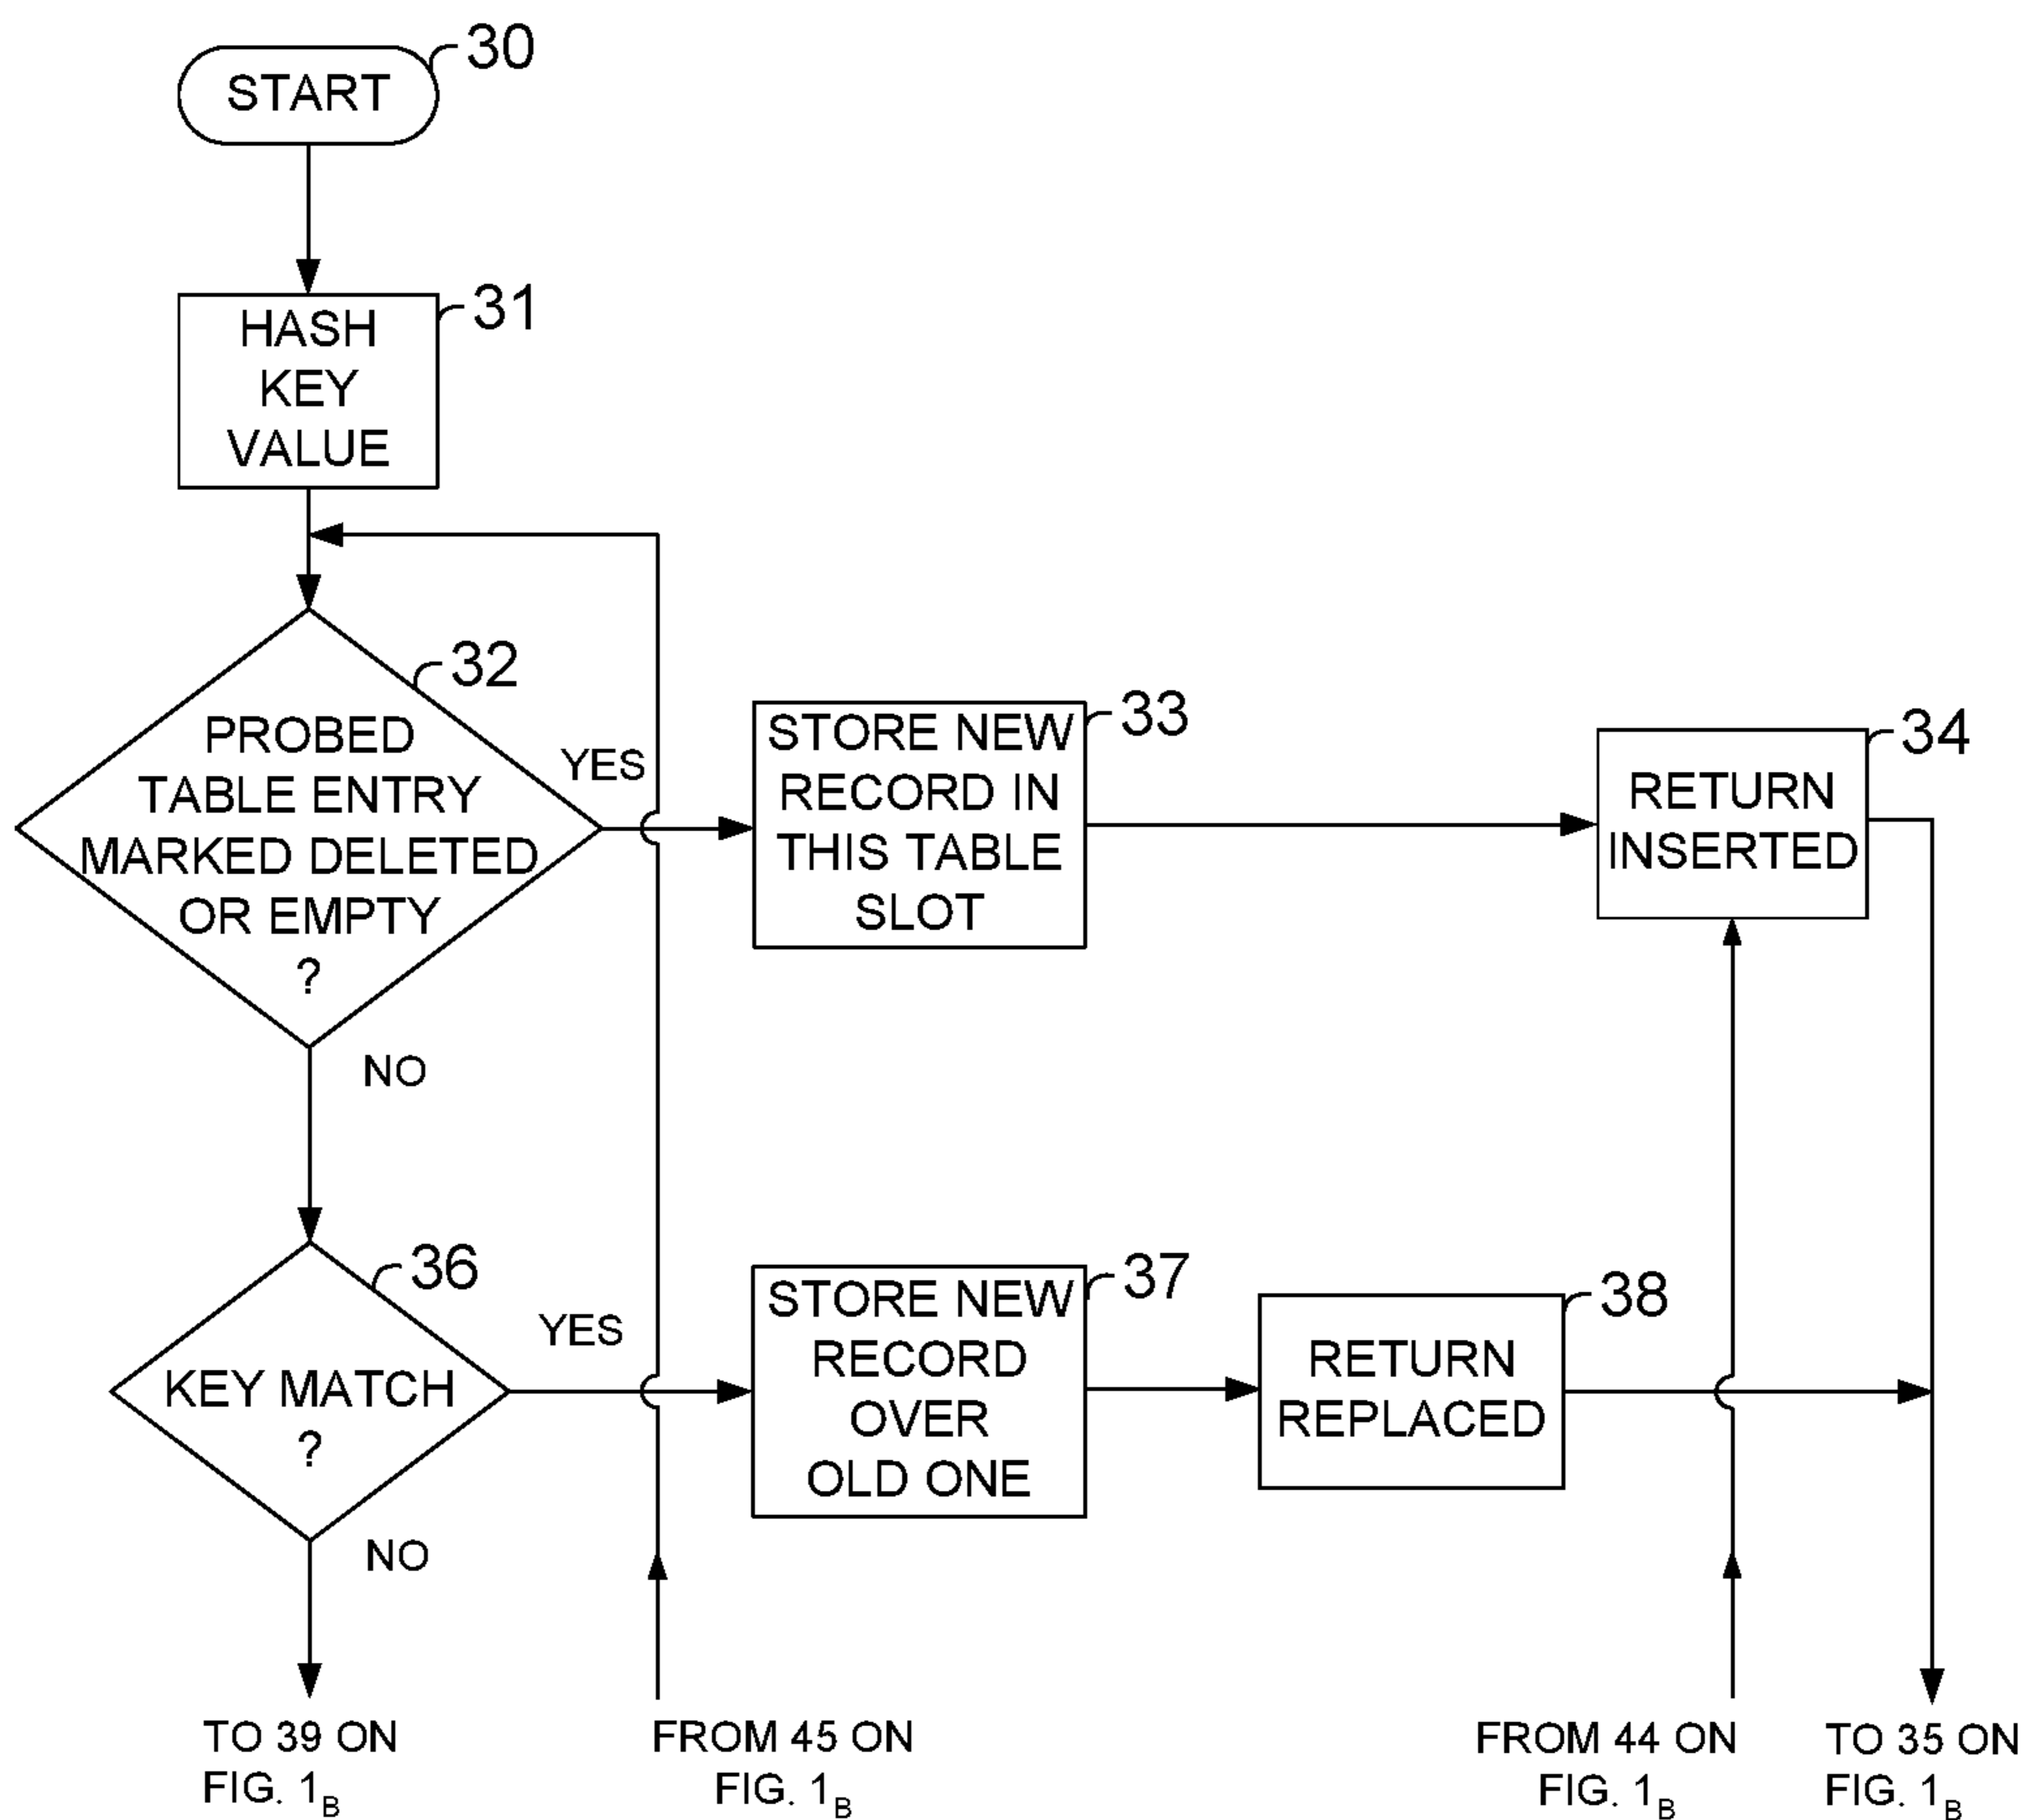 START
30
HASH
KEY
VALUE
31
PROBED
TABLE ENTRY
MARKED DELETED
OR EMPTY
?
32
YES
NO
STORE NEW
RECORD IN
THIS TABLE
SLOT
33
RETURN
INSERTED
34
KEY MATCH
?
36
YES
NO
STORE NEW
RECORD
OVER
OLD ONE
37
RETURN
REPLACED
38
TO 39 ON
FIG. 1B
FROM 45 ON
FIG. 1B
FROM 44 ON
FIG. 1B
TO 35 ON
FIG. 1B